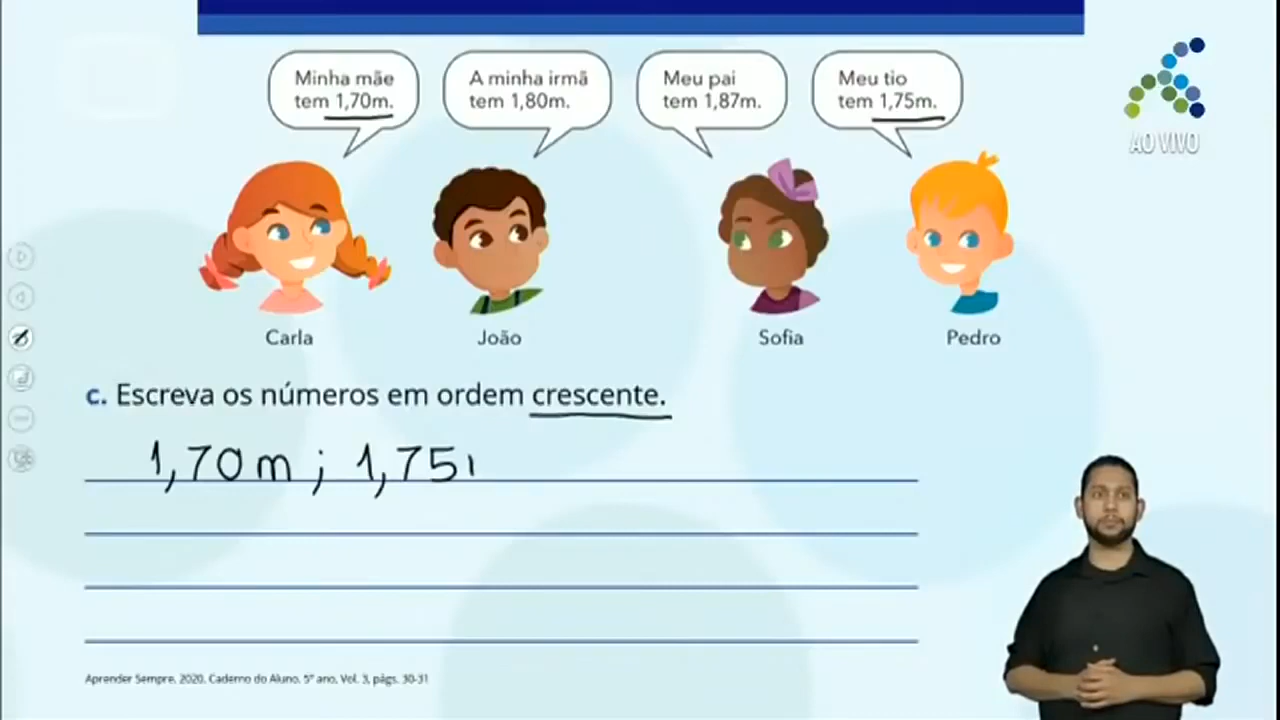 Minha mãe
tem 1,70m.
A minha irmã
tem 1,80m.
Meu pai
tem 1,87m.
Meu tio
tem 1,75m.
AO VIVO
Carla
João
Sofia
Pedro
c. Escreva os números em ordem crescente.
1,70m ; 1,75
Aprender Sempre, 2020, Caderno do Aluno, 5º ano, Vol. 3, págs. 30-31